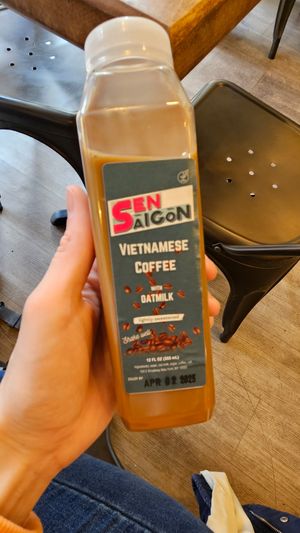 SEN
SAIGON
VIETNAMESE
COFFEE
WITH
OATMILK
lightly sweetened
Shake well
12 FL OZ (355 mL)
APR 02 2025